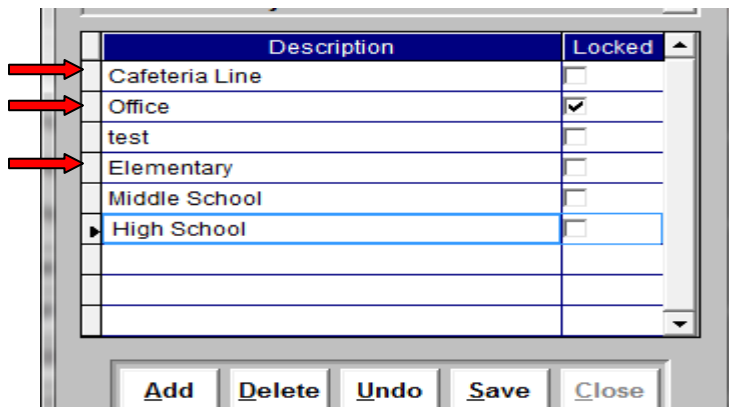 Description Locked
Cafeteria Line
Office
test
Elementary
Middle School
High School
Add Delete Undo Save Close